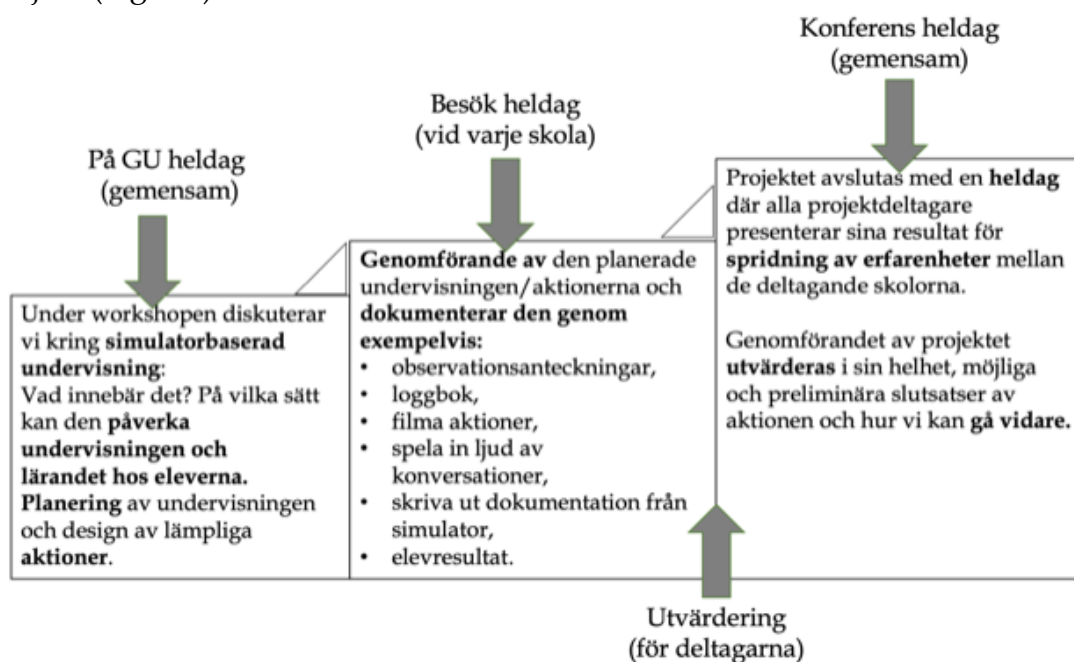 Konferens heldag
(gemensam)
Besök heldag
(vid varje skola)
På GU heldag
(gemensam)
Under workshopen diskuterar
vi kring simulatorbaserad
undervisning:
Vad innebär det? På vilka sätt
kan den påverka
undervisningen och
lärandet hos eleverna.
Planering av undervisningen
och design av lämpliga
aktioner.
Genomförande av den planerade
undervisningen/aktionerna och
dokumenterar den genom
exempelvis:
• observationsanteckningar,
• loggbok,
• filma aktioner,
• spela in ljud av
konversationer,
• skriva ut dokumentation från
simulator,
• elevresultat.
Projektet avslutas med en heldag
där alla projektdeltagare
presenterar sina resultat för
spridning av erfarenheter mellan
de deltagande skolorna.
Genomförandet av projektet
utvärderas i sin helhet, möjliga
och preliminära slutsatser av
aktionen och hur vi kan gå vidare.
Utvärdering
(för deltagarna)